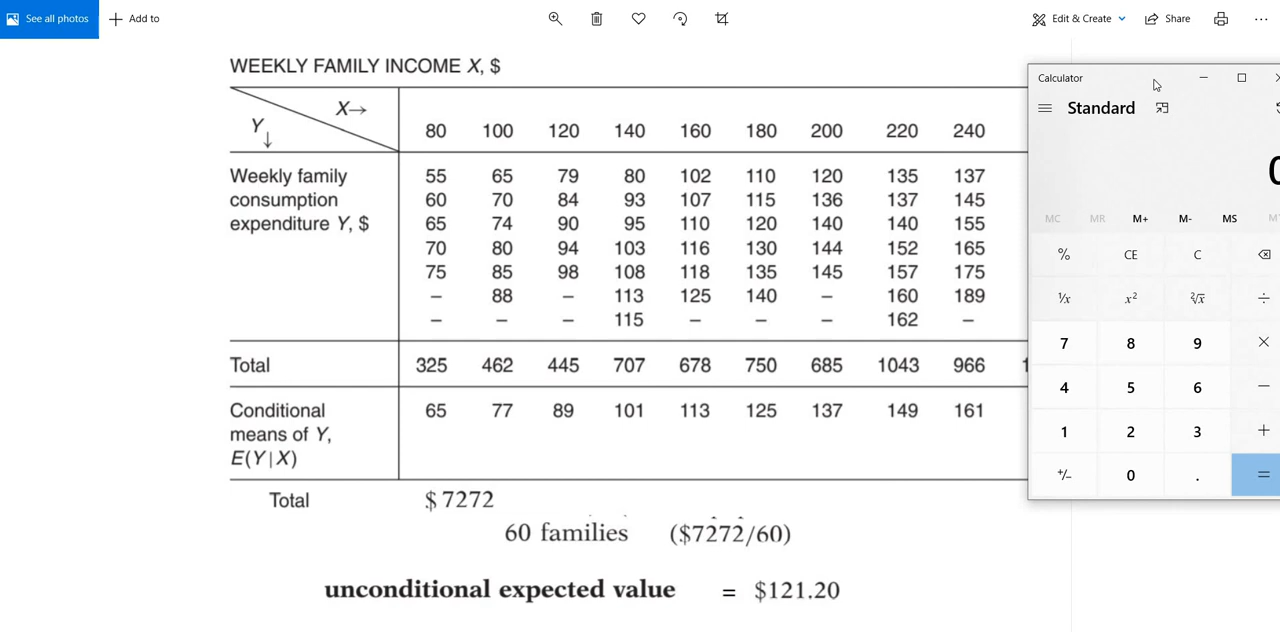 See all photos
Add to
Edit & Create
Share
WEEKLY FAMILY INCOME X, $
X→
Y↓
80 100 120 140 160 180 200 220 240
Weekly family 55 65 79 80 102 110 120 135 137
consumption 60 70 84 93 107 115 136 137 145
expenditure Y, $ 65 74 90 95 110 120 140 140 155
70 80 94 103 116 130 144 152 165
75 85 98 108 118 135 145 157 175
– 88 – 113 125 140 – 160 189
– – – 115 – – – 162 –
Total 325 462 445 707 678 750 685 1043 966 1
Conditional 65 77 89 101 113 125 137 149 161
means of Y,
E(Y|X)
Total $7272
60 families ($7272/60)
unconditional expected value = $121.20
Calculator
Standard
0
MC MR M+ M- MS
% CE C
¹/x x² ²√x ÷
7 8 9 ×
4 5 6 −
1 2 3 +
+/− 0 . =